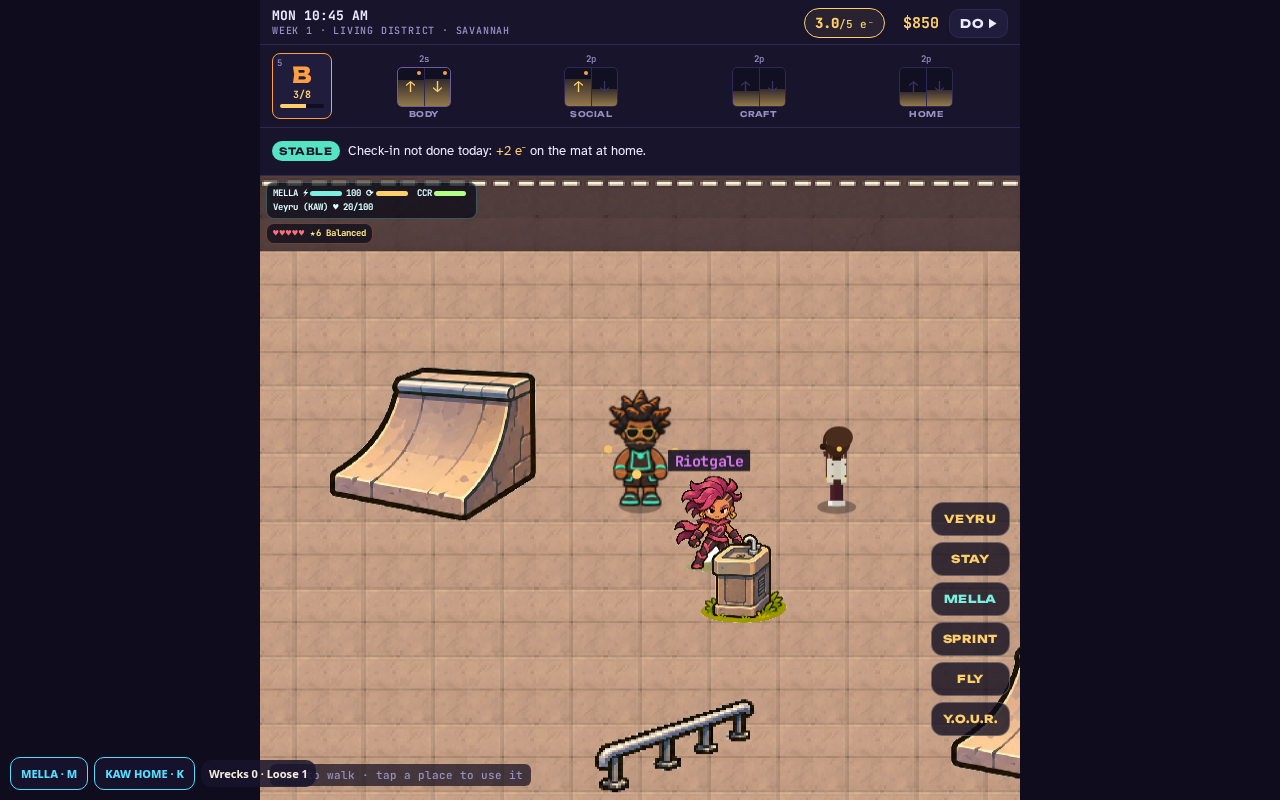 MON 10:45 AM
WEEK 1 · LIVING DISTRICT · SAVANNAH
3.0/5 e⁻
$850
DO
5
B
3/8
2s
BODY
2p
SOCIAL
2p
CRAFT
2p
HOME
STABLE
Check-in not done today: +2 e⁻ on the mat at home.
MELLA ⚡ 100 ⟳ CCR
Veyru (KAW) ♥ 20/100
♥♥♥♥♥ ★6 Balanced
Riotgale
VEYRU
STAY
MELLA
SPRINT
FLY
Y.O.U.R.
MELLA · M
KAW HOME · K
Wrecks 0 · Loose 1
walk · tap a place to use it